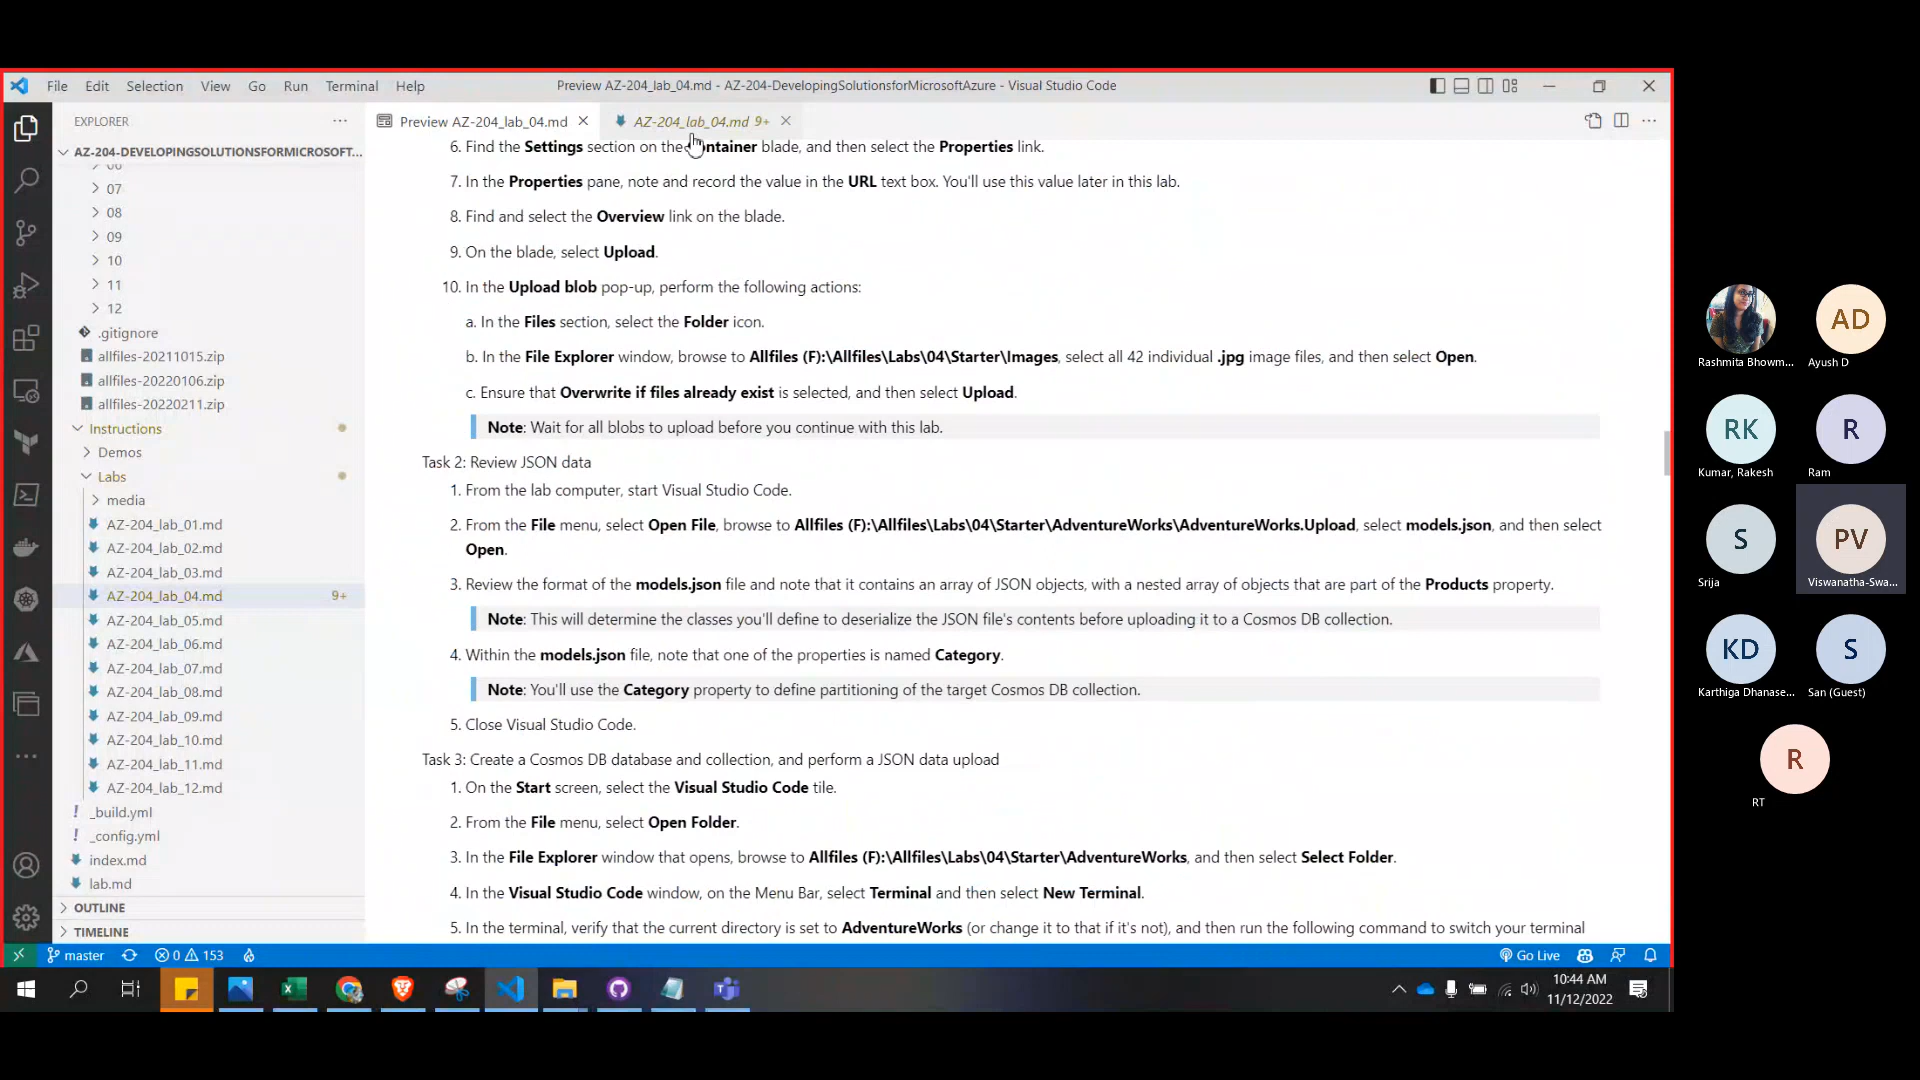 File Edit Selection View Go Run Terminal Help
Preview AZ-204_lab_04.md - AZ-204-DevelopingSolutionsforMicrosoftAzure - Visual Studio Code
EXPLORER
Preview AZ-204_lab_04.md
AZ-204_lab_04.md 9+
AZ-204-DEVELOPINGSOLUTIONSFORMICROSOFT...
07
08
09
10
11
12
.gitignore
allfiles-20211015.zip
allfiles-20220106.zip
allfiles-20220211.zip
Instructions
Demos
Labs
media
AZ-204_lab_01.md
AZ-204_lab_02.md
AZ-204_lab_03.md
AZ-204_lab_04.md 9+
AZ-204_lab_05.md
AZ-204_lab_06.md
AZ-204_lab_07.md
AZ-204_lab_08.md
AZ-204_lab_09.md
AZ-204_lab_10.md
AZ-204_lab_11.md
AZ-204_lab_12.md
_build.yml
_config.yml
index.md
lab.md
OUTLINE
TIMELINE
6. Find the Settings section on the blade, and then select the Properties link.
7. In the Properties pane, note and record the value in the URL text box. You'll use this value later in this lab.
8. Find and select the Overview link on the blade.
9. On the blade, select Upload.
10. In the Upload blob pop-up, perform the following actions:
a. In the Files section, select the Folder icon.
b. In the File Explorer window, browse to Allfiles (F):\Allfiles\Labs\04\Starter\Images, select all 42 individual .jpg image files, and then select Open.
c. Ensure that Overwrite if files already exist is selected, and then select Upload.
Note: Wait for all blobs to upload before you continue with this lab.
Task 2: Review JSON data
1. From the lab computer, start Visual Studio Code.
2. From the File menu, select Open File, browse to Allfiles (F):\Allfiles\Labs\04\Starter\AdventureWorks\AdventureWorks.Upload, select models.json, and then select
Open.
3. Review the format of the models.json file and note that it contains an array of JSON objects, with a nested array of objects that are part of the Products property.
Note: This will determine the classes you'll define to deserialize the JSON file's contents before uploading it to a Cosmos DB collection.
4. Within the models.json file, note that one of the properties is named Category.
Note: You'll use the Category property to define partitioning of the target Cosmos DB collection.
5. Close Visual Studio Code.
Task 3: Create a Cosmos DB database and collection, and perform a JSON data upload
1. On the Start screen, select the Visual Studio Code tile.
2. From the File menu, select Open Folder.
3. In the File Explorer window that opens, browse to Allfiles (F):\Allfiles\Labs\04\Starter\AdventureWorks, and then select Select Folder.
4. In the Visual Studio Code window, on the Menu Bar, select Terminal and then select New Terminal.
5. In the terminal, verify that the current directory is set to AdventureWorks (or change it to that if it's not), and then run the following command to switch your terminal
master 0 153
Go Live
10:44 AM
11/12/2022
Rashmita Bhowm...
AD
Ayush D
RK
Kumar, Rakesh
R
Ram
S
Srija
PV
Viswanatha-Swa...
KD
Karthiga Dhanase...
S
San (Guest)
R
RT